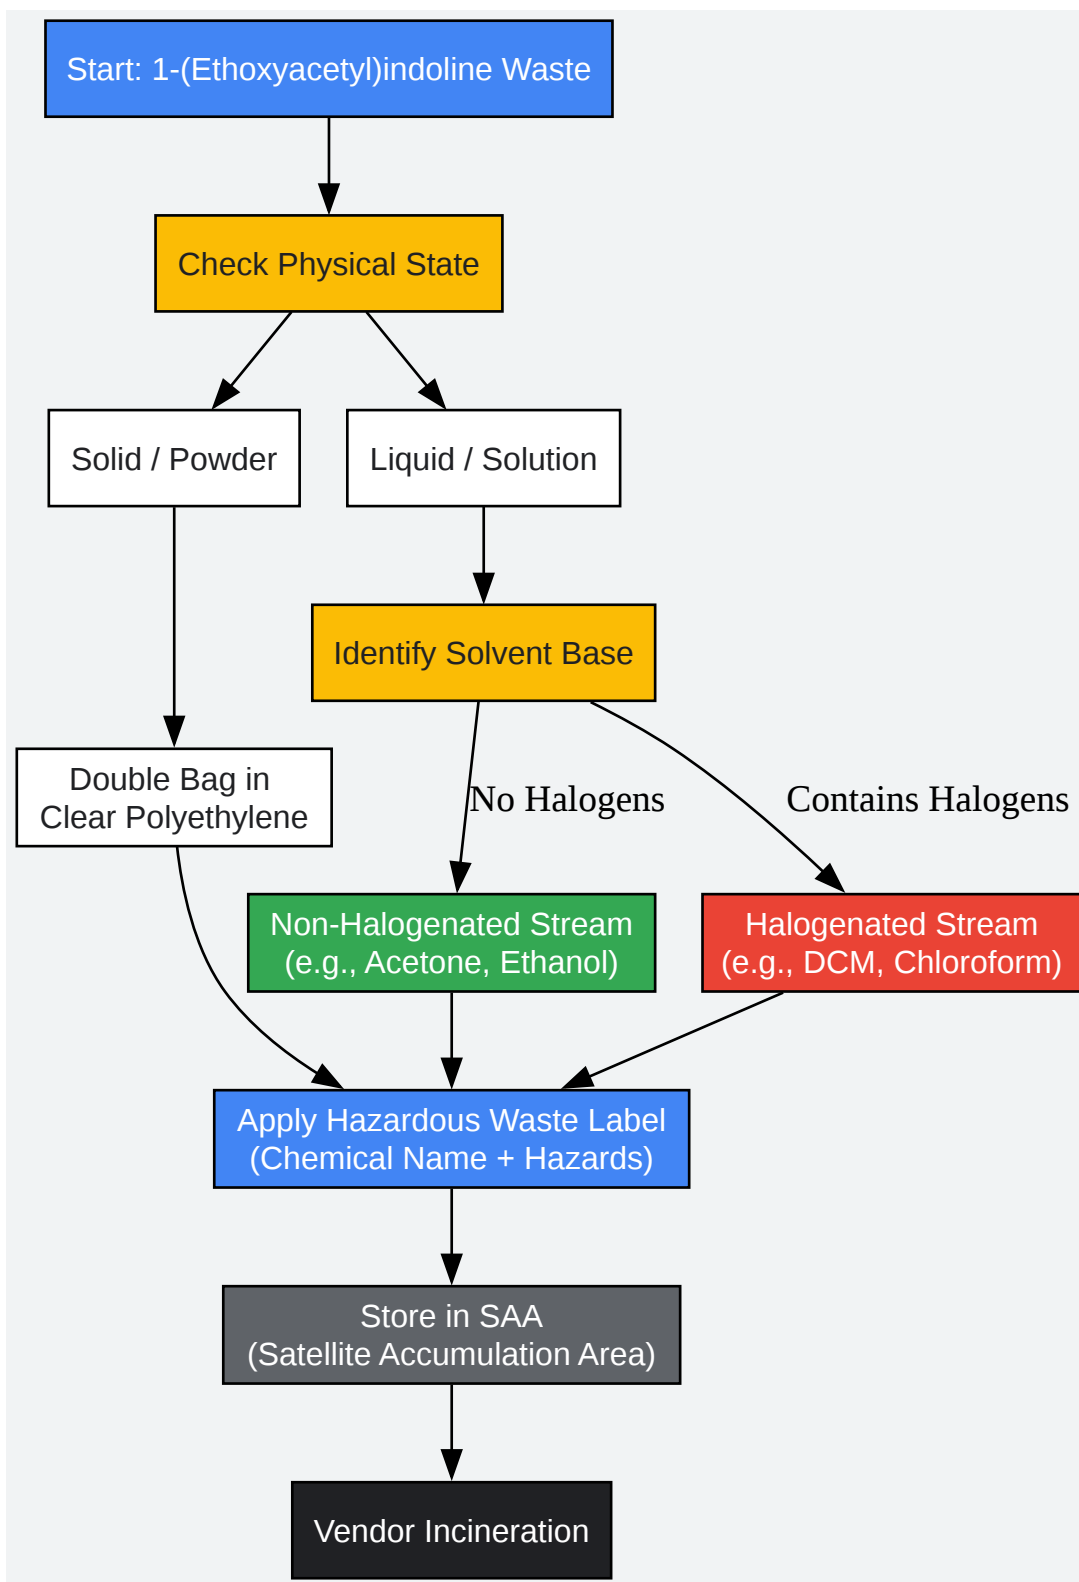 Start: 1-(Ethoxyacetyl)indoline Waste
Check Physical State
Solid / Powder
Liquid / Solution
Identify Solvent Base
Double Bag in
Clear Polyethylene
No Halogens
Contains Halogens
Non-Halogenated Stream
(e.g., Acetone, Ethanol)
Halogenated Stream
(e.g., DCM, Chloroform)
Apply Hazardous Waste Label
(Chemical Name + Hazards)
Store in SAA
(Satellite Accumulation Area)
Vendor Incineration